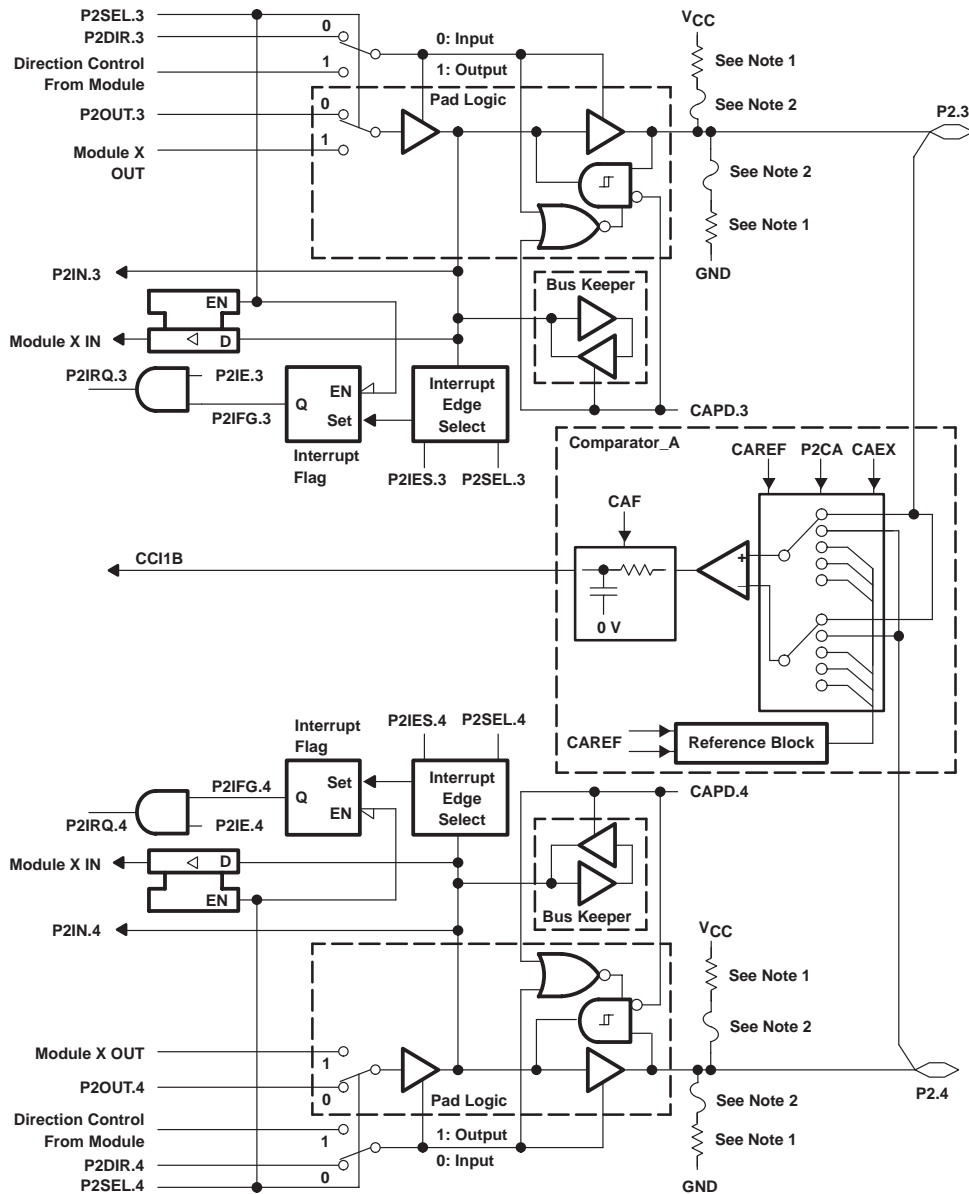 P2SEL.3
P2DIR.3
Direction Control
From Module
P2OUT.3
Module X
OUT
0
1
0
1
0: Input
1: Output
Pad Logic
VCC
See Note 1
See Note 2
P2.3
See Note 2
See Note 1
GND
P2IN.3
EN
Module X IN
D
P2IRQ.3
P2IE.3
P2IFG.3
Q
EN
Set
Interrupt
Flag
Interrupt
Edge
Select
P2IES.3
P2SEL.3
Bus Keeper
CAPD.3
Comparator_A
CAREF
P2CA
CAEX
CAF
CCI1B
0 V
+
−
CAREF
Reference Block
Interrupt
Flag
P2IES.4
P2SEL.4
P2IFG.4
Q
Set
EN
Interrupt
Edge
Select
CAPD.4
P2IRQ.4
P2IE.4
Module X IN
D
EN
Bus Keeper
P2IN.4
VCC
See Note 1
See Note 2
Module X OUT
1
P2OUT.4
0
Pad Logic
P2.4
See Note 2
See Note 1
GND
Direction Control
From Module
1
P2DIR.4
0
P2SEL.4
1: Output
0: Input